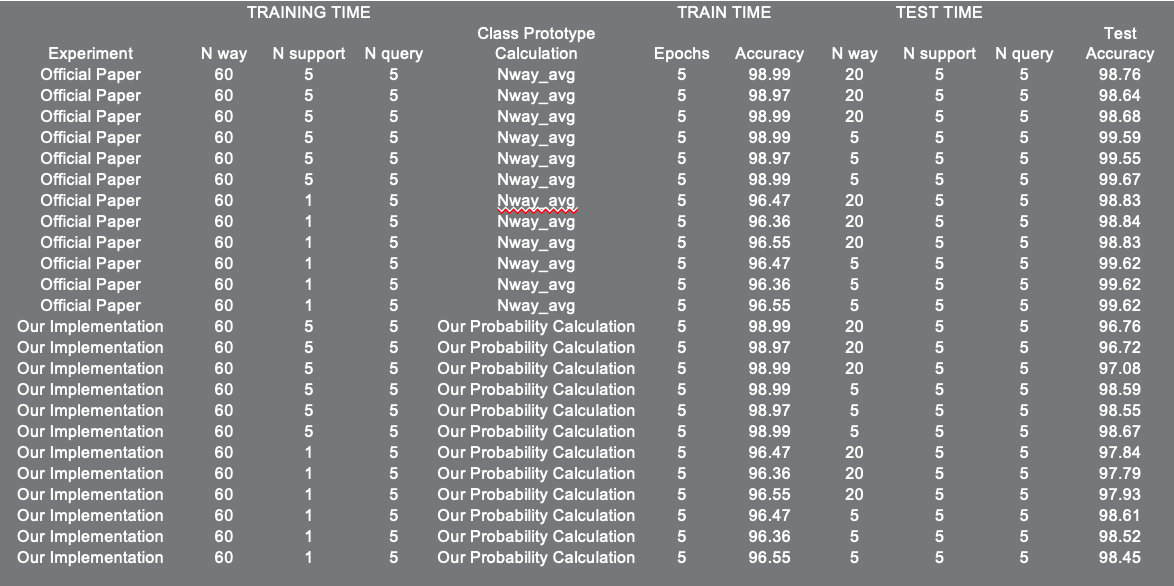 TRAINING TIME TRAIN TIME TEST TIME
Class Prototype Test
Experiment N way N support N query Calculation Epochs Accuracy N way N support N query Accuracy
Official Paper 60 5 5 Nway_avg 5 98.99 20 5 5 98.76
Official Paper 60 5 5 Nway_avg 5 98.97 20 5 5 98.64
Official Paper 60 5 5 Nway_avg 5 98.99 20 5 5 98.68
Official Paper 60 5 5 Nway_avg 5 98.99 5 5 5 99.59
Official Paper 60 5 5 Nway_avg 5 98.97 5 5 5 99.55
Official Paper 60 5 5 Nway_avg 5 98.99 5 5 5 99.67
Official Paper 60 1 5 Nway_avg 5 96.47 20 5 5 98.83
Official Paper 60 1 5 Nway_avg 5 96.36 20 5 5 98.84
Official Paper 60 1 5 Nway_avg 5 96.55 20 5 5 98.83
Official Paper 60 1 5 Nway_avg 5 96.47 5 5 5 99.62
Official Paper 60 1 5 Nway_avg 5 96.36 5 5 5 99.62
Official Paper 60 1 5 Nway_avg 5 96.55 5 5 5 99.62
Our Implementation 60 5 5 Our Probability Calculation 5 98.99 20 5 5 96.76
Our Implementation 60 5 5 Our Probability Calculation 5 98.97 20 5 5 96.72
Our Implementation 60 5 5 Our Probability Calculation 5 98.99 20 5 5 97.08
Our Implementation 60 5 5 Our Probability Calculation 5 98.99 5 5 5 98.59
Our Implementation 60 5 5 Our Probability Calculation 5 98.97 5 5 5 98.55
Our Implementation 60 5 5 Our Probability Calculation 5 98.99 5 5 5 98.67
Our Implementation 60 1 5 Our Probability Calculation 5 96.47 20 5 5 97.84
Our Implementation 60 1 5 Our Probability Calculation 5 96.36 20 5 5 97.79
Our Implementation 60 1 5 Our Probability Calculation 5 96.55 20 5 5 97.93
Our Implementation 60 1 5 Our Probability Calculation 5 96.47 5 5 5 98.61
Our Implementation 60 1 5 Our Probability Calculation 5 96.36 5 5 5 98.52
Our Implementation 60 1 5 Our Probability Calculation 5 96.55 5 5 5 98.45